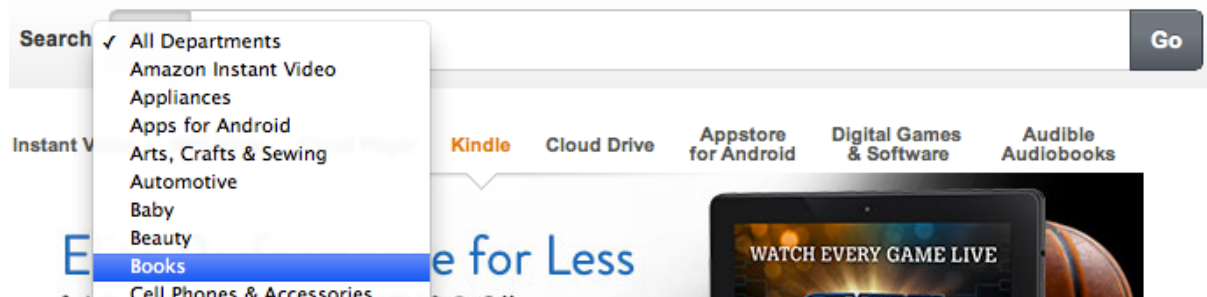 Search
✓ All Departments
Amazon Instant Video
Appliances
Apps for Android
Arts, Crafts & Sewing
Automotive
Baby
Beauty
Books
Cell Phones & Accessories
Go
Instant
Kindle
Cloud Drive
Appstore
for Android
Digital Games
& Software
Audible
Audiobooks
for Less
WATCH EVERY GAME LIVE